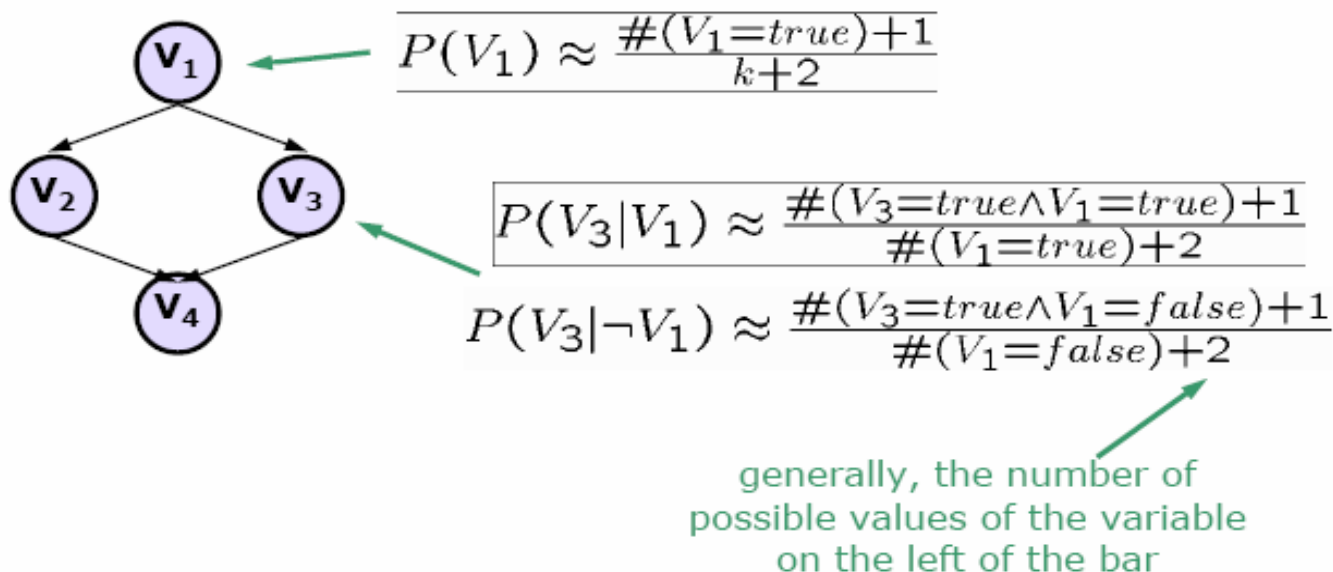 V₁
P(V₁) ≈ #(V₁=true)+1 / k+2
V₂
V₃
P(V₃|V₁) ≈ #(V₃=true∧V₁=true)+1 / #(V₁=true)+2
V₄
P(V₃|¬V₁) ≈ #(V₃=true∧V₁=false)+1 / #(V₁=false)+2
generally, the number of
possible values of the variable
on the left of the bar